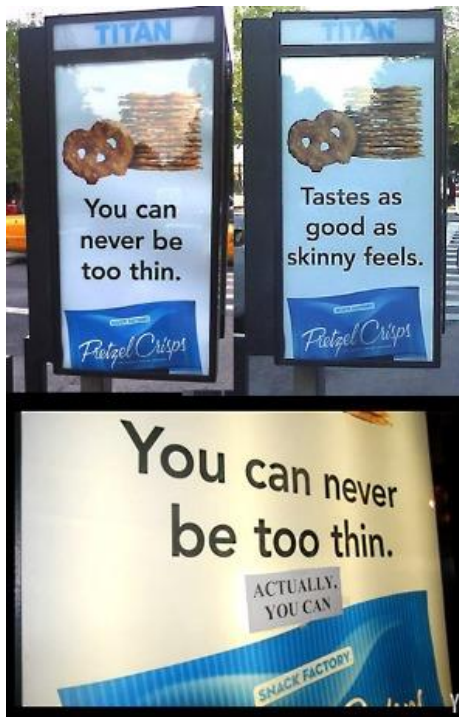 TITAN
You can
never be
too thin.
Pretzel Crisps
TITAN
Tastes as
good as
skinny feels.
Pretzel Crisps
You can never
be too thin.
ACTUALLY,
YOU CAN
SNACK FACTORY